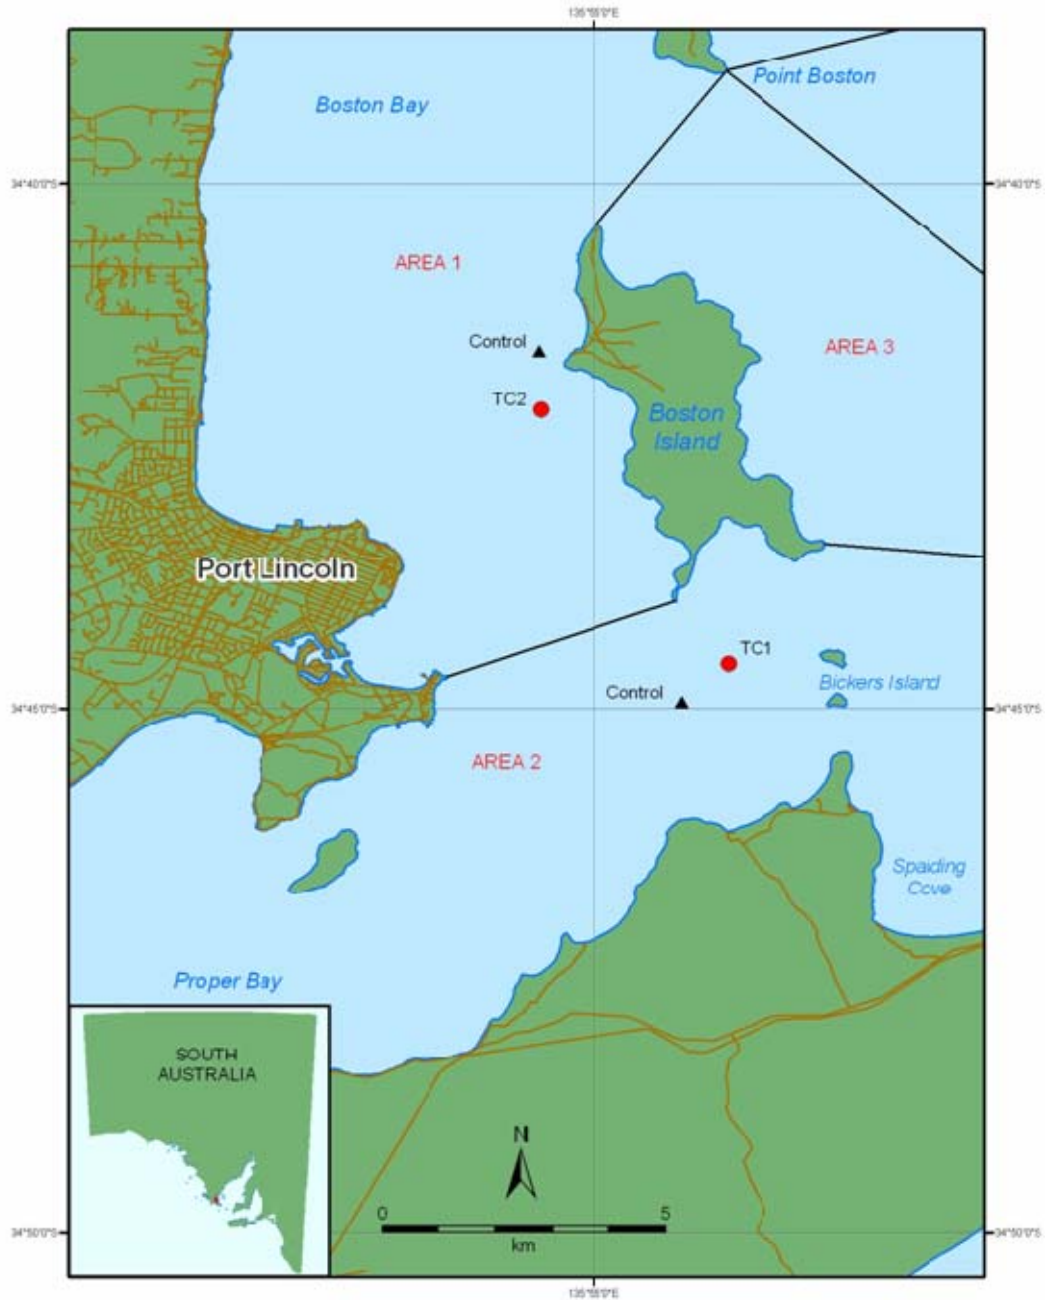 135°55'0"E
Boston Bay
Point Boston
34°40'0"S
34°40'0"S
AREA 1
Control
AREA 3
TC2
Boston
Island
Port Lincoln
TC1
Bickers Island
Control
34°45'0"S
34°45'0"S
AREA 2
Spalding
Cove
Proper Bay
SOUTH
AUSTRALIA
N
0
5
km
34°50'0"S
34°50'0"S
135°55'0"E